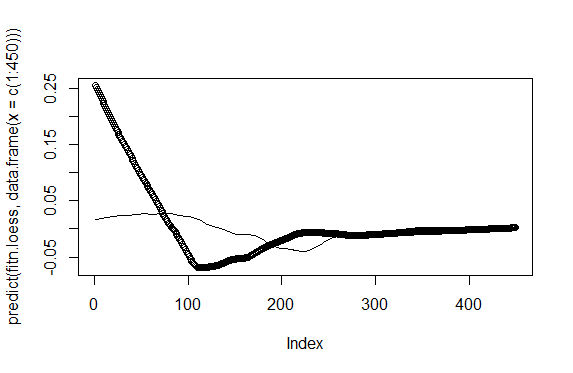 predict(fitn.loess, data.frame(x = c(1:450)))
0.25
0.15
0.05
-0.05
0 100 200 300 400
Index